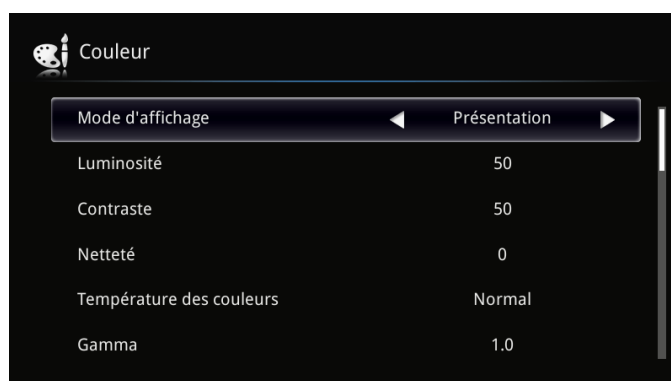 Couleur
Mode d'affichage Présentation
Luminosité 50
Contraste 50
Netteté 0
Température des couleurs Normal
Gamma 1.0